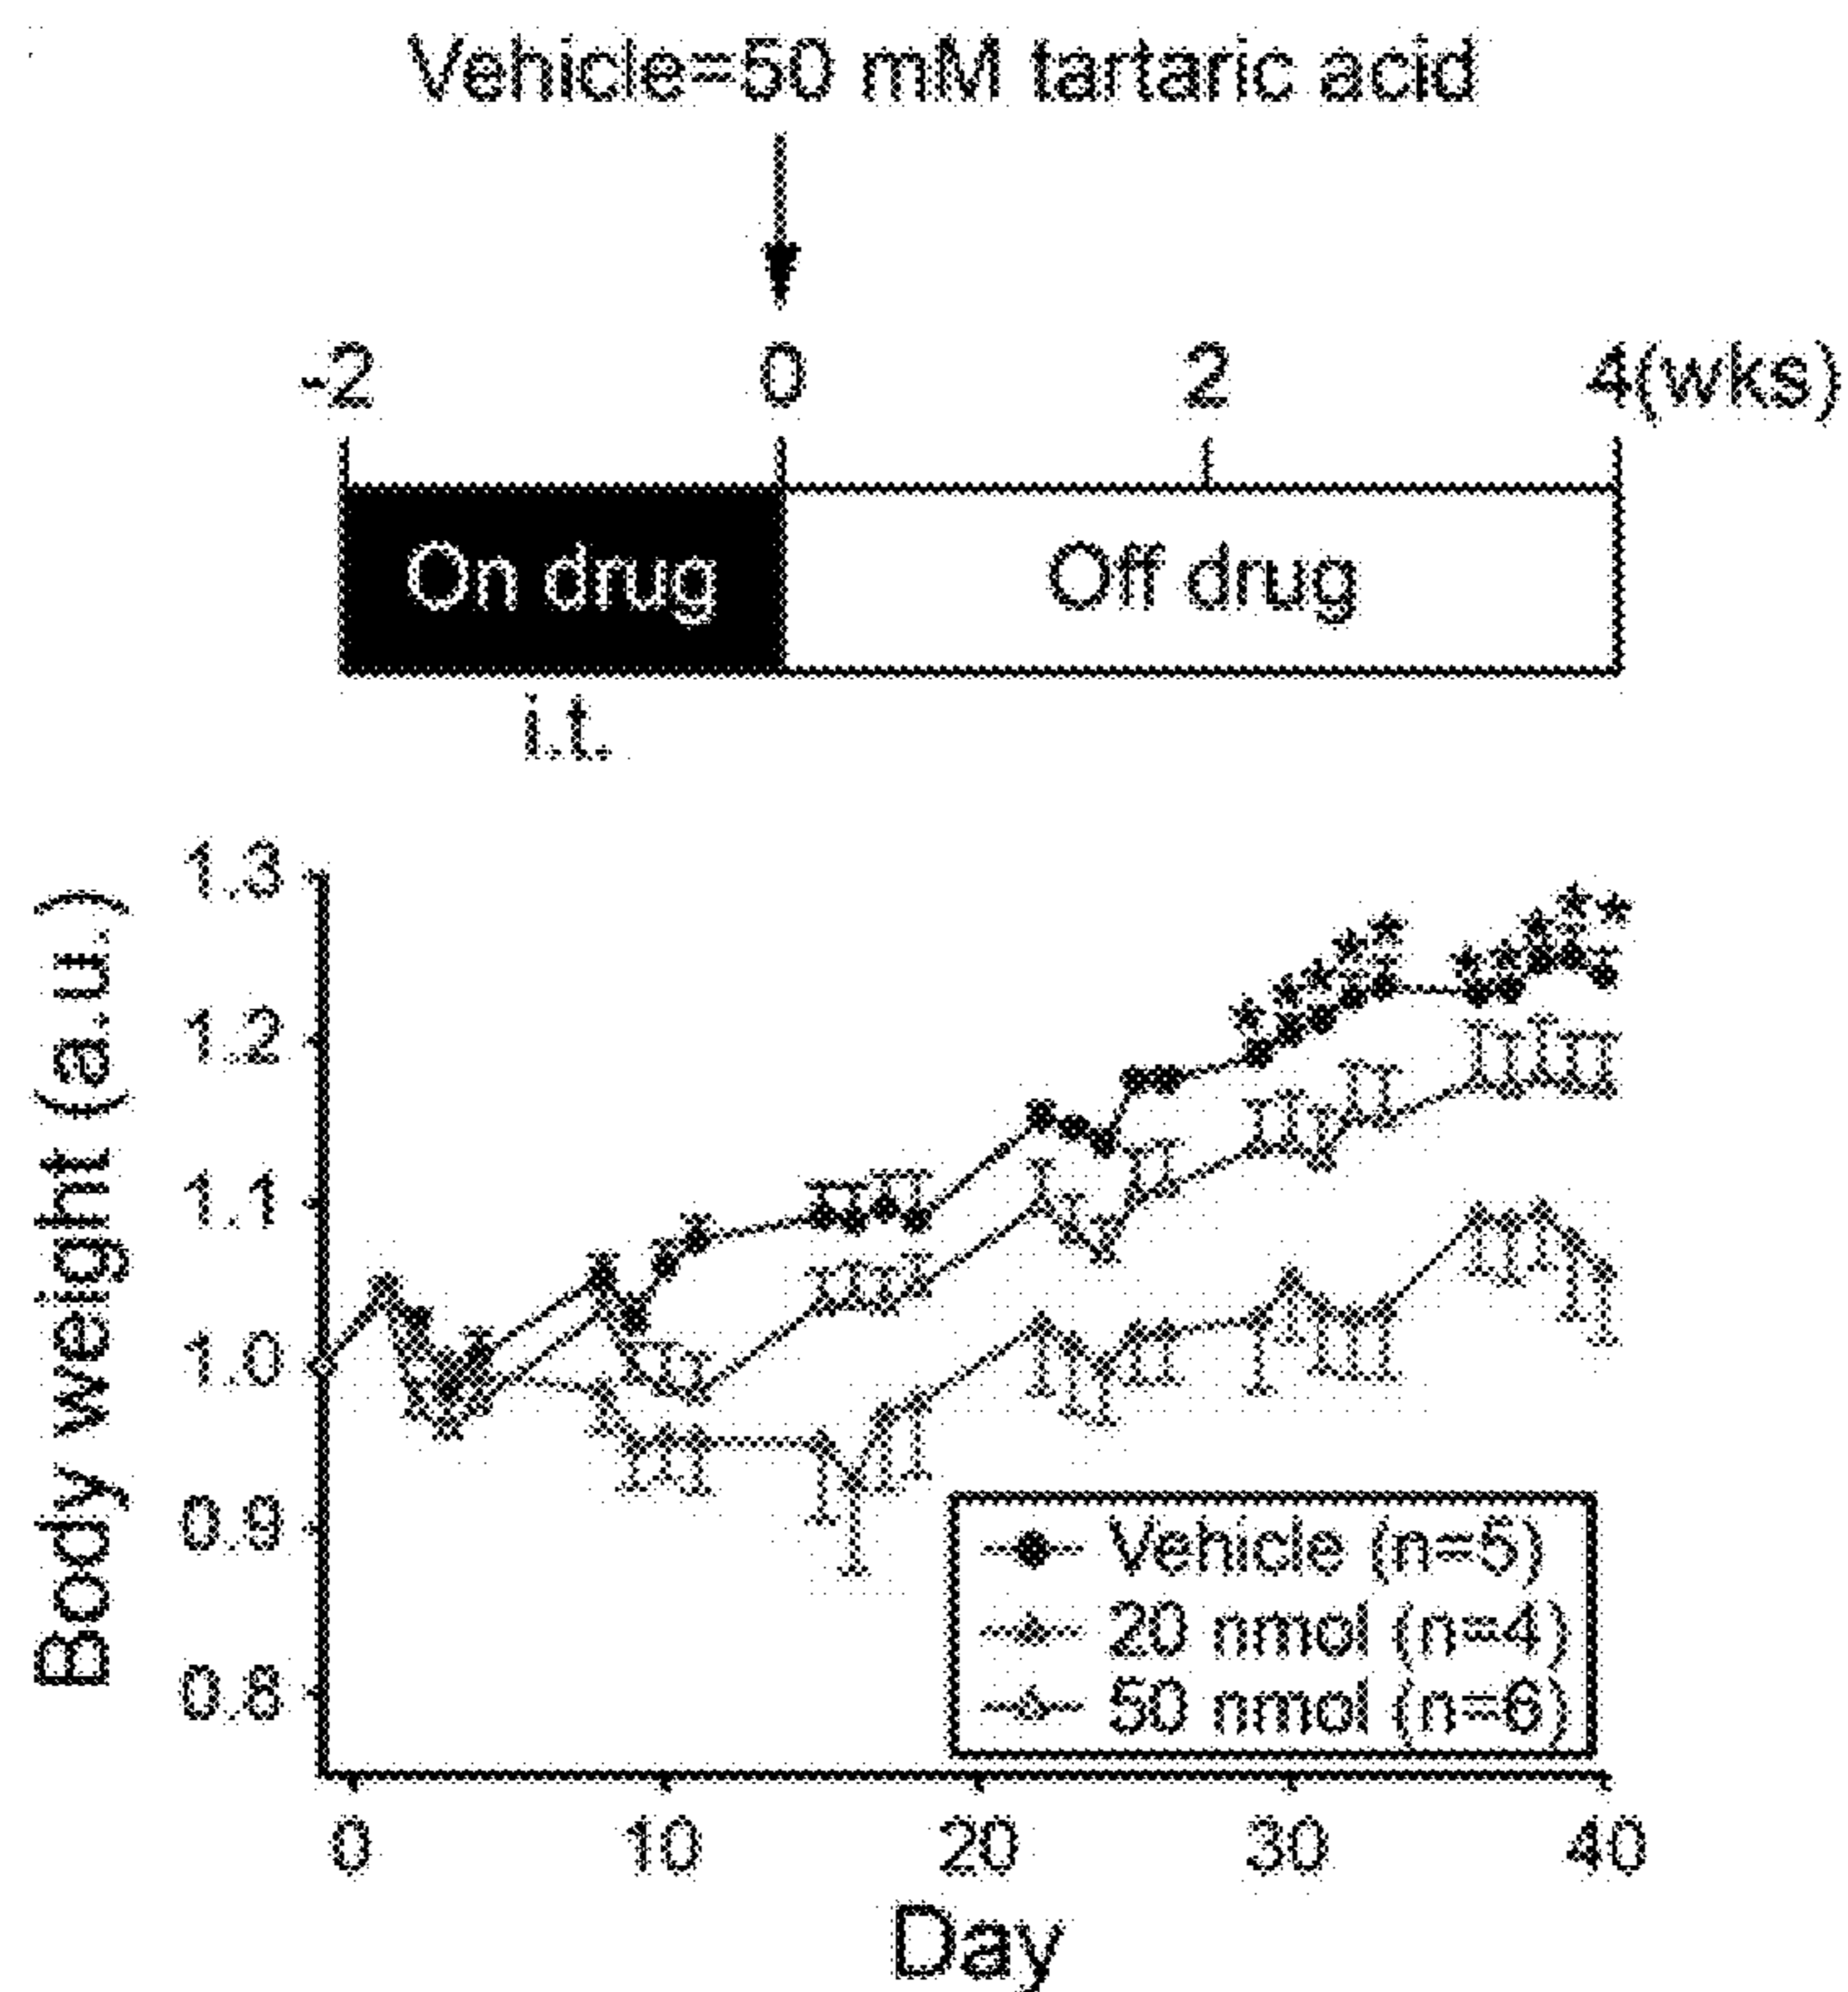 Vehicle=50 mM tartaric acid
-2 0 2 4(wks)
On drug Off drug
i.t.
Body weight (a.u.)
1.3
1.2
1.1
1.0
0.9
0.8
Vehicle (n=5)
20 nmol (n=4)
50 nmol (n=6)
0 10 20 30 40
Day